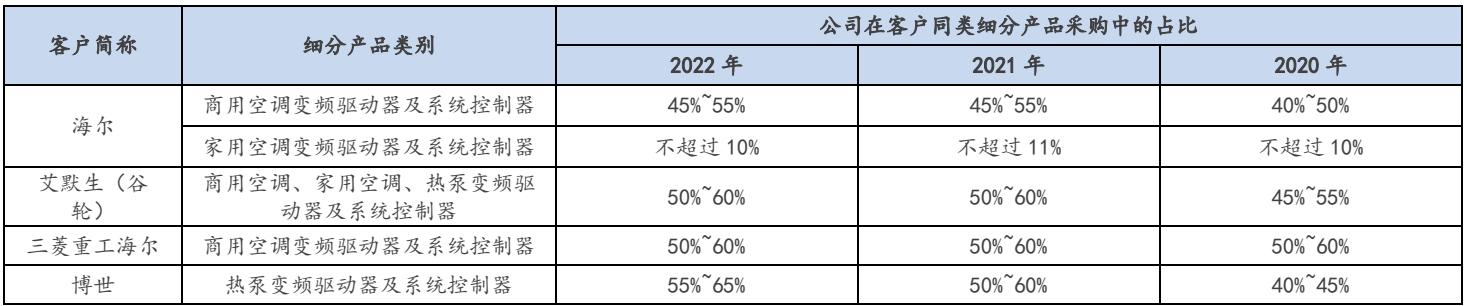 客户简称 细分产品类别 公司在客户同类细分产品采购中的占比
2022 年 2021 年 2020 年
海尔 商用空调变频驱动器及系统控制器 45%~55% 45%~55% 40%~50%
家用空调变频驱动器及系统控制器 不超过 10% 不超过 11% 不超过 10%
艾默生（谷
轮） 商用空调、家用空调、热泵变频驱
动器及系统控制器 50%~60% 50%~60% 45%~55%
三菱重工海尔 商用空调变频驱动器及系统控制器 50%~60% 50%~60% 50%~60%
博世 热泵变频驱动器及系统控制器 55%~65% 50%~60% 40%~45%